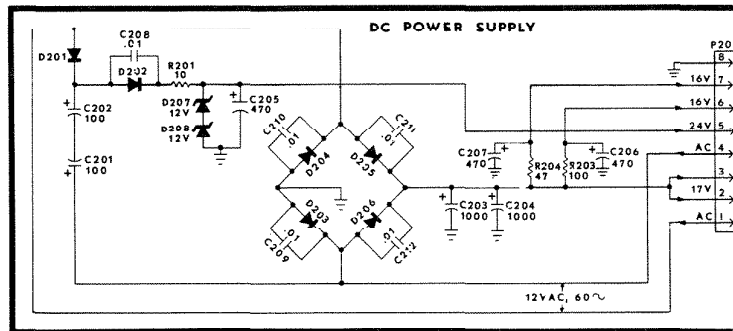 DC POWER SUPPLY
C208
.01
D201
D202
R201
10
P20
8
16V 7
16V 6
24V 5
AC 4
3
17V 2
AC 1
C202
100
C201
100
D207
12V
D208
12V
C205
470
C210
.01
D204
C211
.01
D205
D203
.01
C209
D206
.01
C212
C207
470
R204
47
R203
100
C206
470
C203
1000
C204
1000
12VAC, 60~